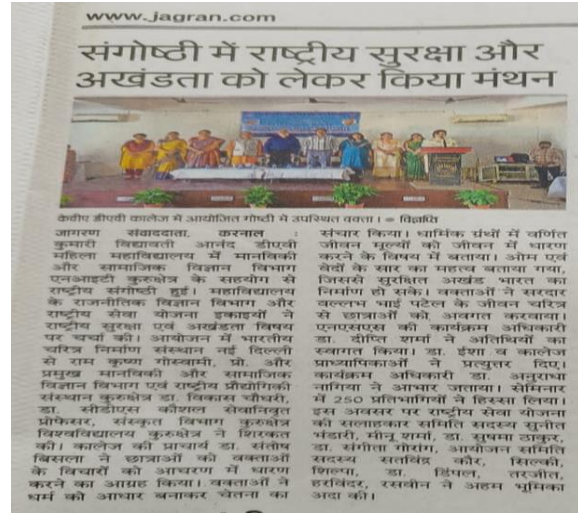 www.jagran.com
संगोष्ठी में राष्ट्रीय सुरक्षा और
अखंडता को लेकर किया मंथन
केवीए डीएवी कालेज में आयोजित गोष्ठी में उपस्थित वक्ता। ● विज्ञप्ति
जागरण संवाददाता, करनाल :
कुमारी विद्यावती आनंद डीएवी
महिला महाविद्यालय में मानविकी
और सामाजिक विज्ञान विभाग
एनआइटी कुरुक्षेत्र के सहयोग से
राष्ट्रीय संगोष्ठी हुई। महाविद्यालय
के राजनीतिक विज्ञान विभाग और
राष्ट्रीय सेवा योजना इकाइयों ने
राष्ट्रीय सुरक्षा एवं अखंडता विषय
पर चर्चा की। आयोजन में भारतीय
चरित्र निर्माण संस्थान नई दिल्ली
से राम कृष्ण गोस्वामी, प्रो. और
प्रमुख मानविकी और सामाजिक
विज्ञान विभाग एवं राष्ट्रीय प्रौद्योगिकी
संस्थान कुरुक्षेत्र डा. विकास चौधरी,
डा. सीडीएस कौशल सेवानिवृत
प्रोफेसर, संस्कृत विभाग कुरुक्षेत्र
विश्वविद्यालय कुरुक्षेत्र ने शिरकत
की। कालेज की प्राचार्य डा. संतोष
बिसला ने छात्राओं को वक्ताओं
के विचारों को आचरण में धारण
करने का आग्रह किया। वक्ताओं ने
धर्म को आधार बनाकर चेतना का
संचार किया। धार्मिक ग्रंथों में वर्णित
जीवन मूल्यों को जीवन में धारण
करने के विषय में बताया। ओम एवं
वेदों के सार का महत्व बताया गया,
जिससे सुरक्षित अखंड भारत का
निर्माण हो सके। वक्ताओं ने सरदार
वल्लभ भाई पटेल के जीवन चरित्र
से छात्राओं को अवगत करवाया।
एनएसएस की कार्यक्रम अधिकारी
डा. दीप्ति शर्मा ने अतिथियों का
स्वागत किया। डा. ईशा व कालेज
प्राध्यापिकाओं ने प्रत्युत्तर दिए।
कार्यक्रम अधिकारी डा. अनुराधा
नागिया ने आभार जताया। सेमिनार
में 250 प्रतिभागियों ने हिस्सा लिया।
इस अवसर पर राष्ट्रीय सेवा योजना
की सलाहकार समिति सदस्य सुनीत
भंडारी, मीनू शर्मा, डा. सुषमा ठाकुर,
डा. संगीता गोरांग, आयोजन समिति
सदस्य सतविंद्र कौर, सिल्की,
शिल्पा, डा. डिंपल, तरजीत,
हरविंदर, रसवीन ने अहम भूमिका
अदा की।